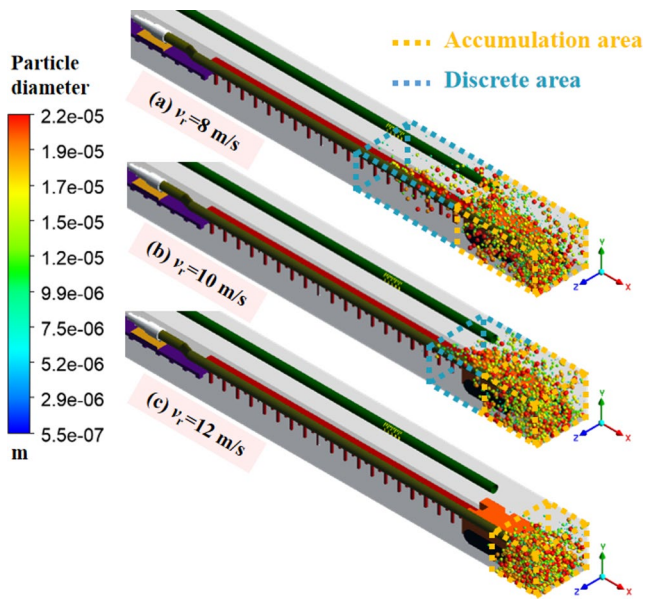 Accumulation area
Discrete area
Particle
diameter
2.2e-05
1.9e-05
1.7e-05
1.5e-05
1.2e-05
9.9e-06
7.5e-06
5.2e-06
2.9e-06
5.5e-07
m
(a) vr=8 m/s
(b) vr=10 m/s
(c) vr=12 m/s
Y
Z
X
Y
Z
X
Y
Z
X